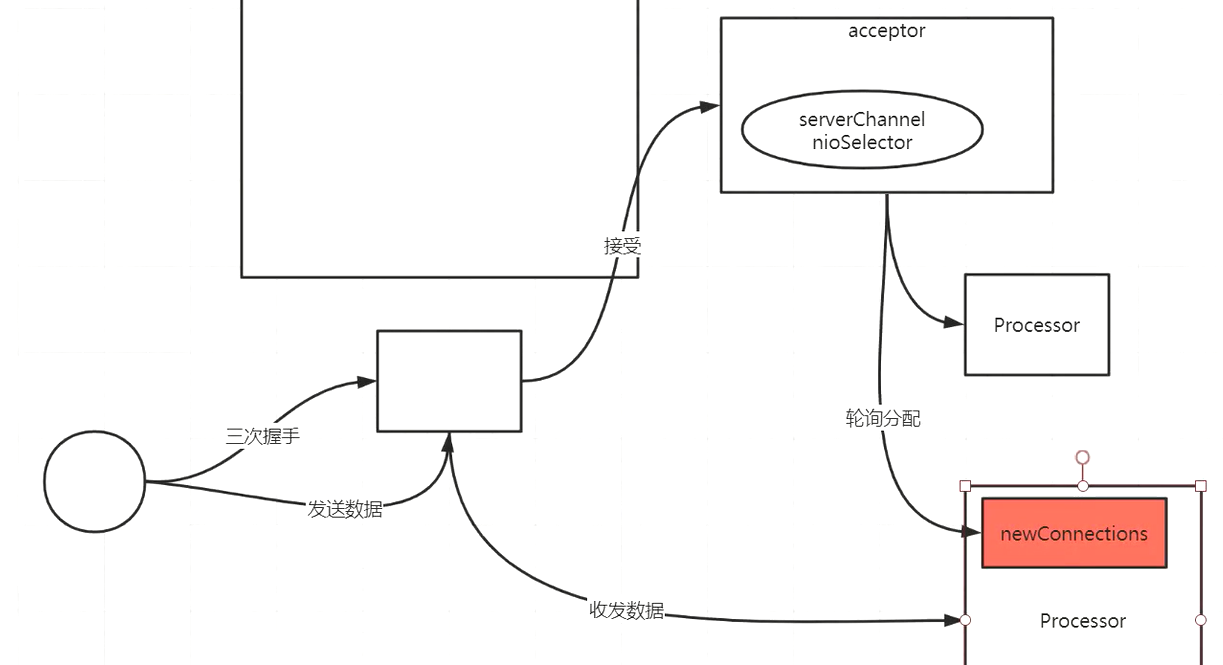 acceptor
serverChannel
nioSelector
接受
Processor
轮询分配
三次握手
发送数据
newConnections
收发数据
Processor